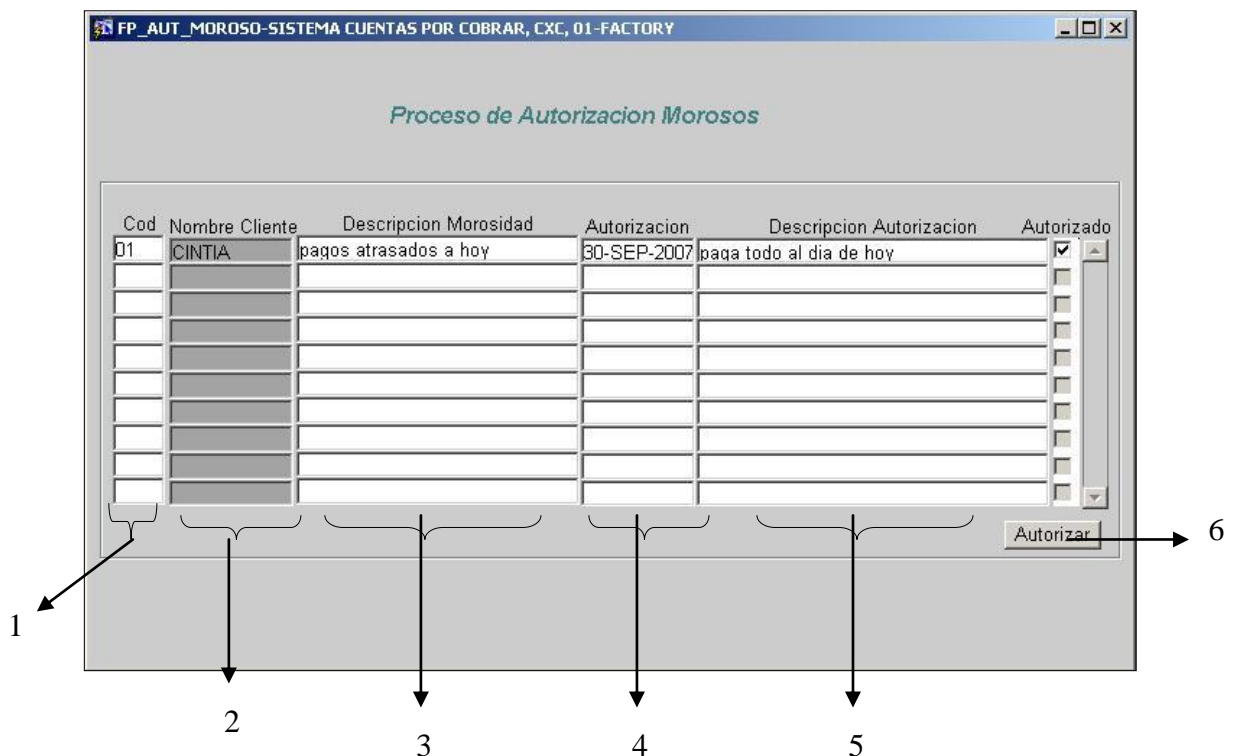 FP_AUT_MOROSO-SISTEMA CUENTAS POR COBRAR, CXC, 01-FACTORY
Proceso de Autorizacion Morosos
Cod Nombre Cliente Descripcion Morosidad Autorizacion Descripcion Autorizacion Autorizado
01 CINTIA pagos atrasados a hoy 30-SEP-2007 paga todo al dia de hoy
Autorizar 6
1
2 3 4 5